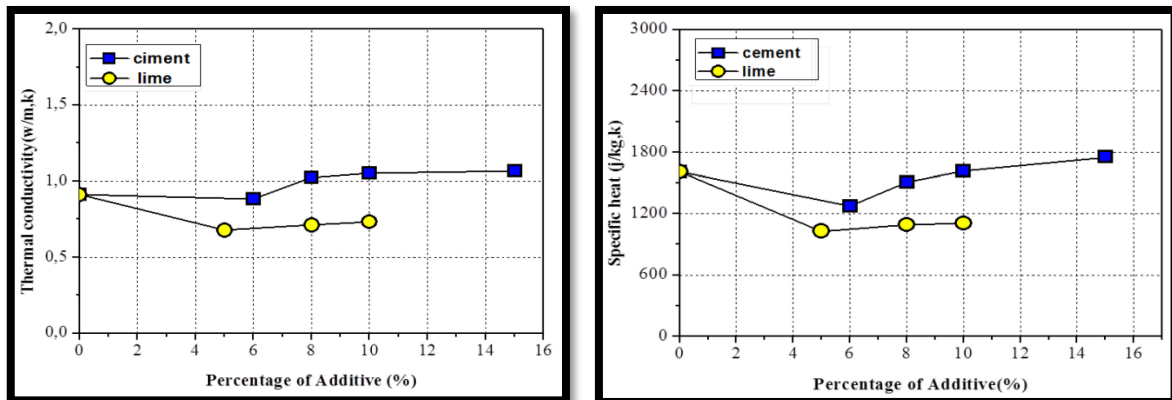 2,0
1,5
1,0
0,5
0,0
Thermal conductivity(w/m,k)
ciment
lime
0 2 4 6 8 10 12 14 16
Percentage of Additive (%)
3000
2400
1800
1200
600
0
Specific heat (j/kg,k)
cement
lime
0 2 4 6 8 10 12 14 16
Percentage of Additive(%)